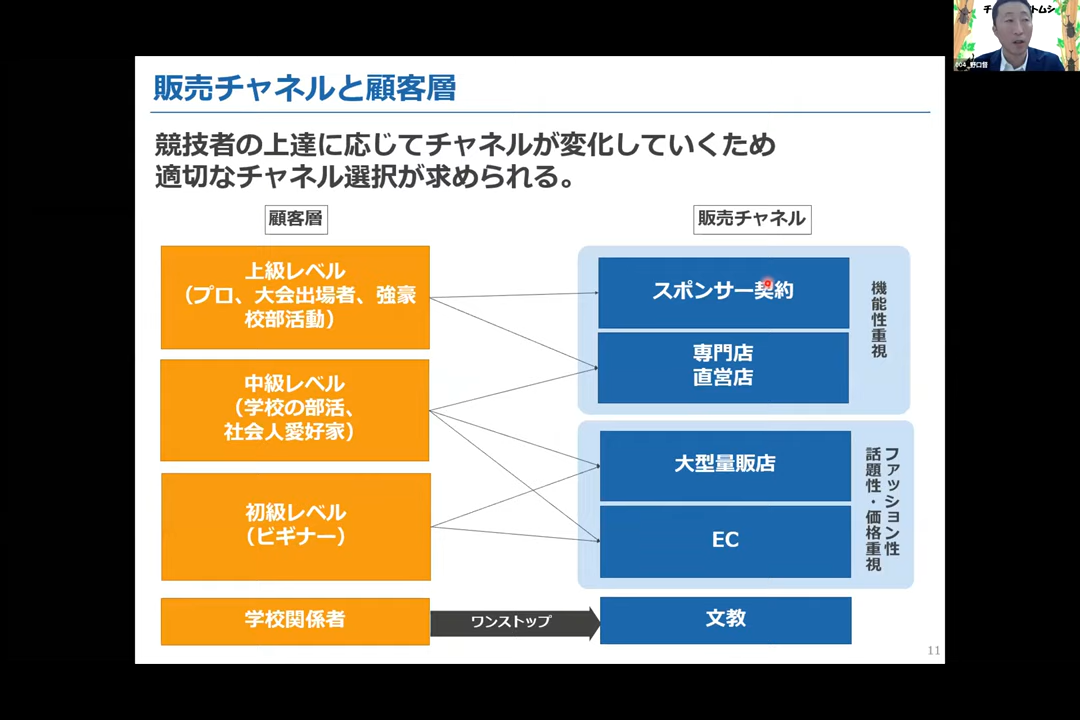 販売チャネルと顧客層
競技者の上達に応じてチャネルが変化していくため
適切なチャネル選択が求められる。
顧客層
販売チャネル
上級レベル
（プロ、大会出場者、強豪
校部活動）
中級レベル
（学校の部活、
社会人愛好家）
初級レベル
（ビギナー）
学校関係者
ワンストップ
スポンサー契約
専門店
直営店
機能性重視
大型量販店
EC
ファッション性
話題性・価格重視
文教
11